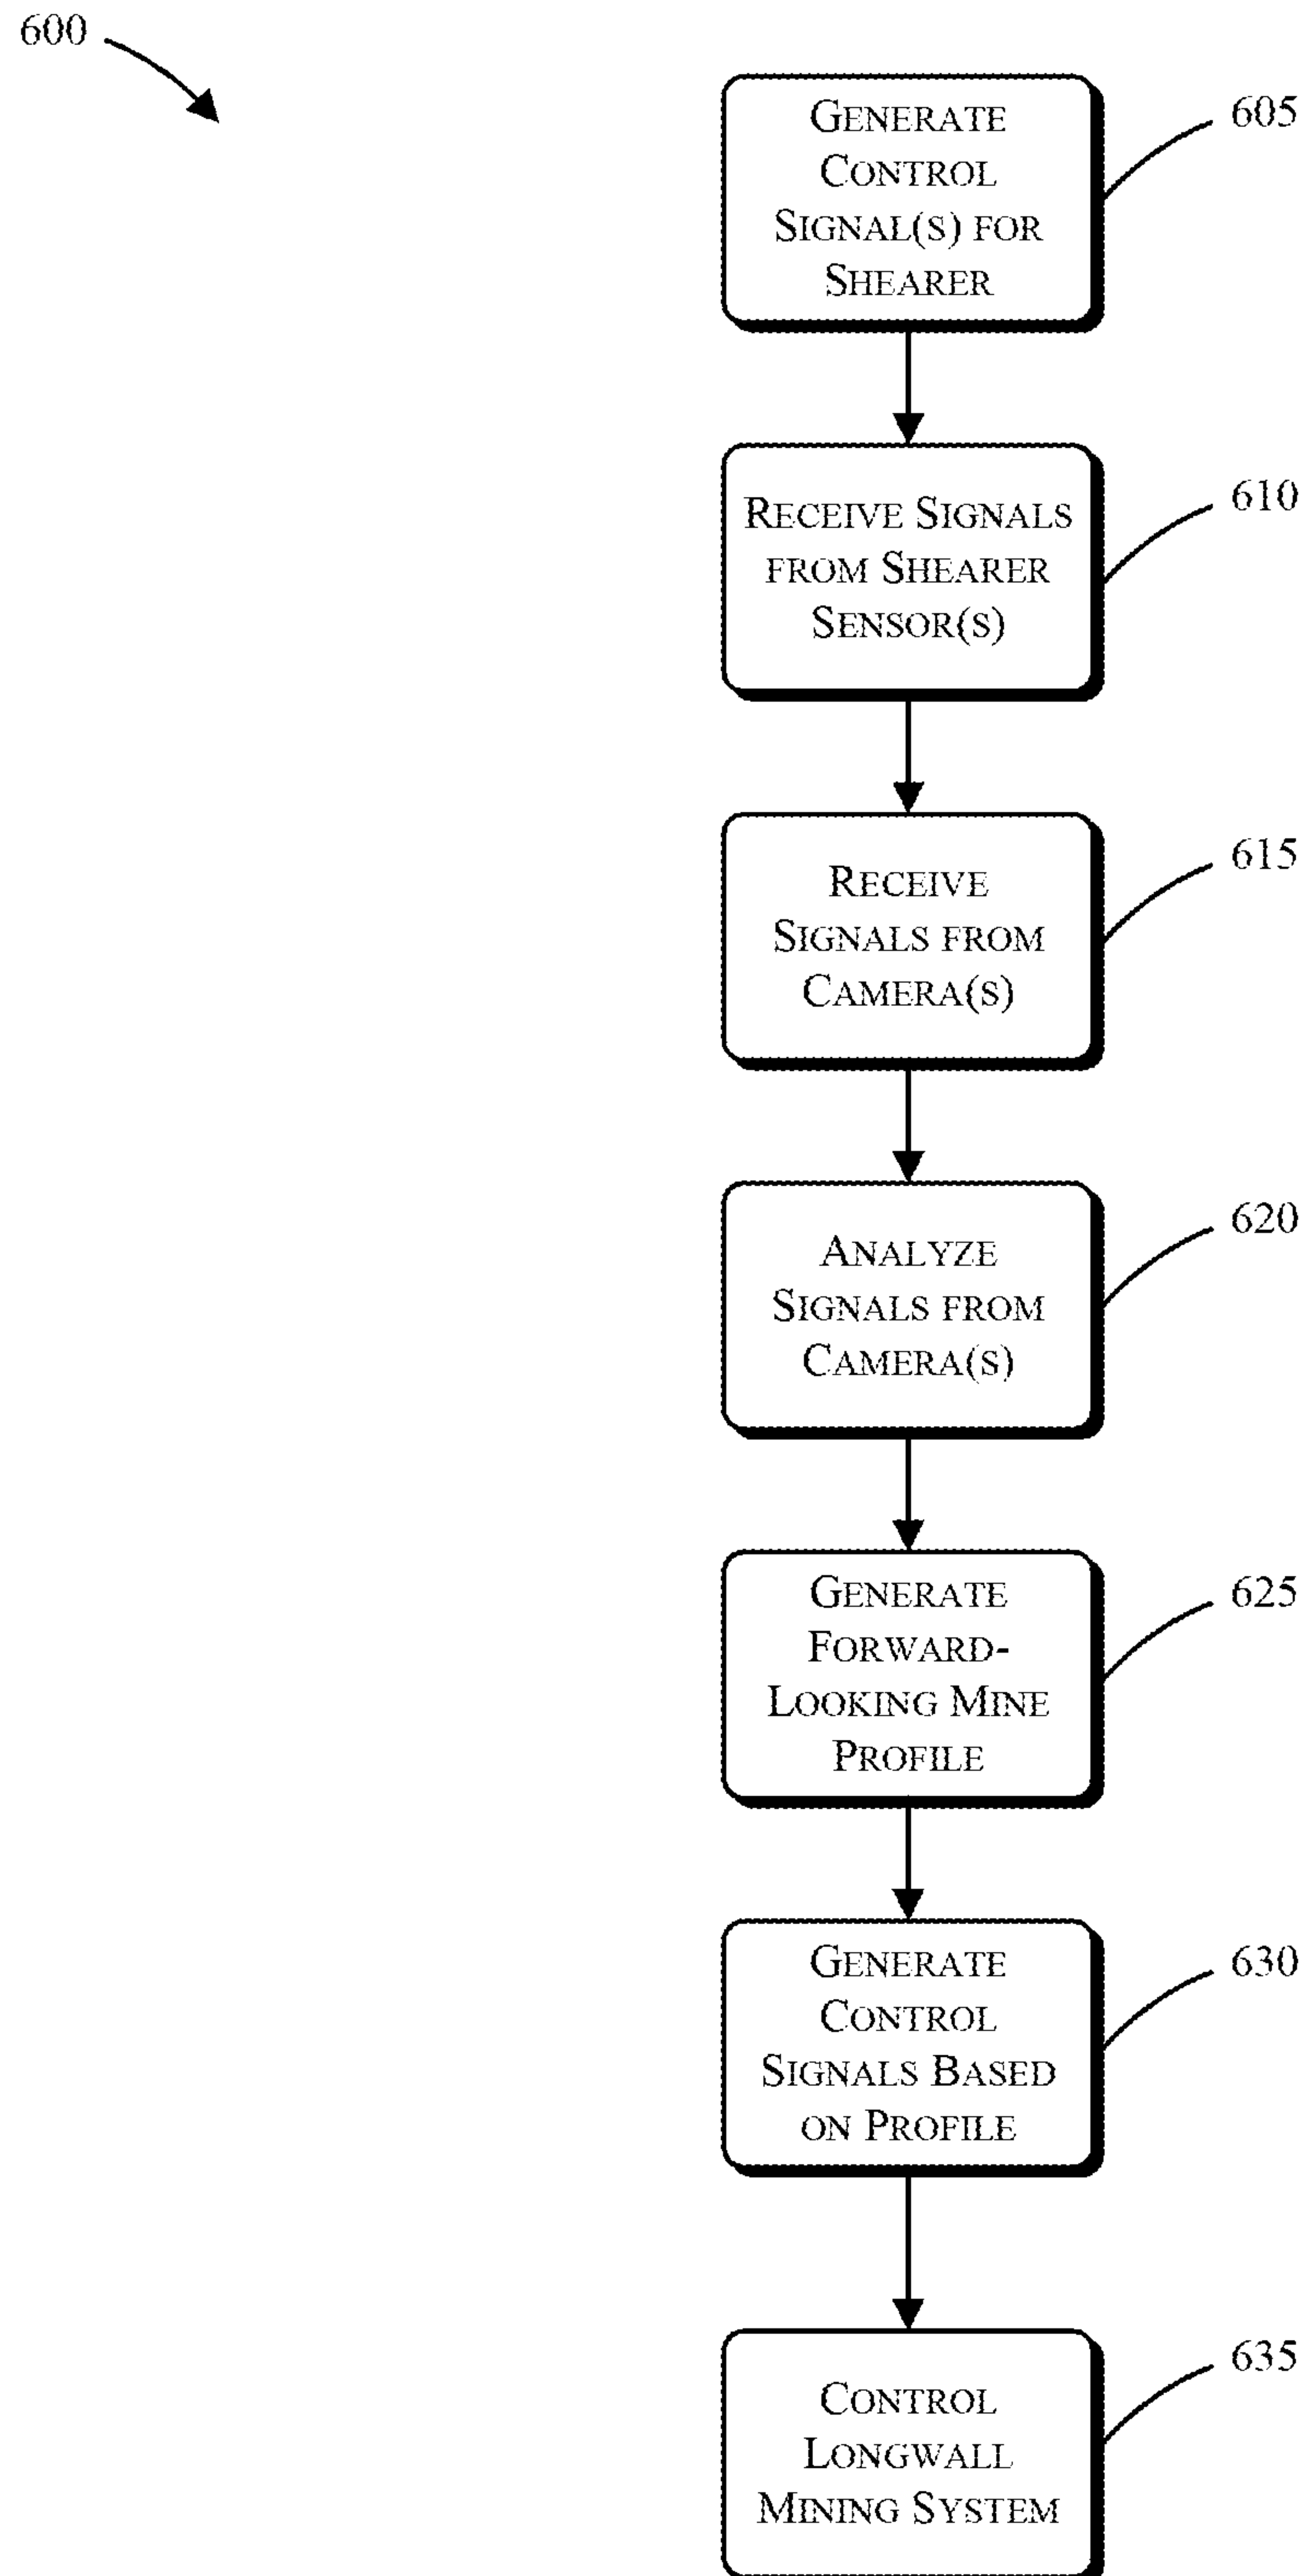 600
GENERATE
CONTROL
SIGNAL(S) FOR
SHEARER
605
RECEIVE SIGNALS
FROM SHEARER
SENSOR(S)
610
RECEIVE
SIGNALS FROM
CAMERA(S)
615
ANALYZE
SIGNALS FROM
CAMERA(S)
620
GENERATE
FORWARD-
LOOKING MINE
PROFILE
625
GENERATE
CONTROL
SIGNALS BASED
ON PROFILE
630
CONTROL
LONGWALL
MINING SYSTEM
635